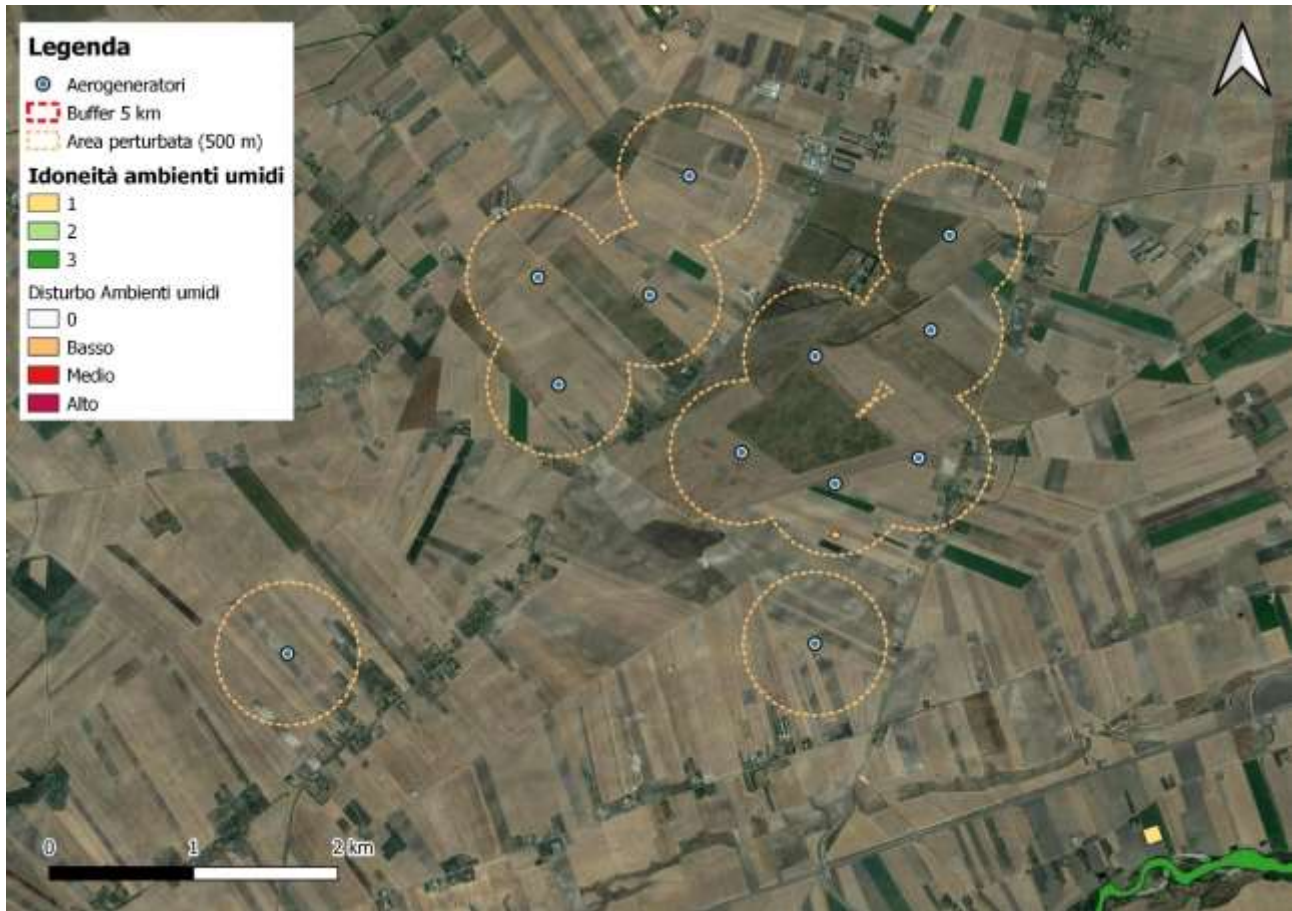 Legenda
Aerogeneratori
Buffer 5 km
Area perturbata (500 m)
Idoneità ambienti umidi
1
2
3
Disturbo Ambienti umidi
0
Basso
Medio
Alto
0 1 2 km